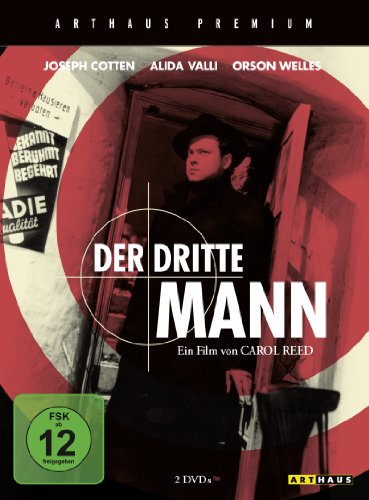 ARTHAUS PREMIUM
JOSEPH COTTEN ALIDA VALLI ORSON WELLES
Betteln u. Hausieren
verboten
BEKANNT
BERÜHMT
BEGEHRT
ADIE
ualität
DER DRITTE
MANN
Ein Film von CAROL REED
FSK
ab
12
freigegeben
2 DVDs
ARTHAUS